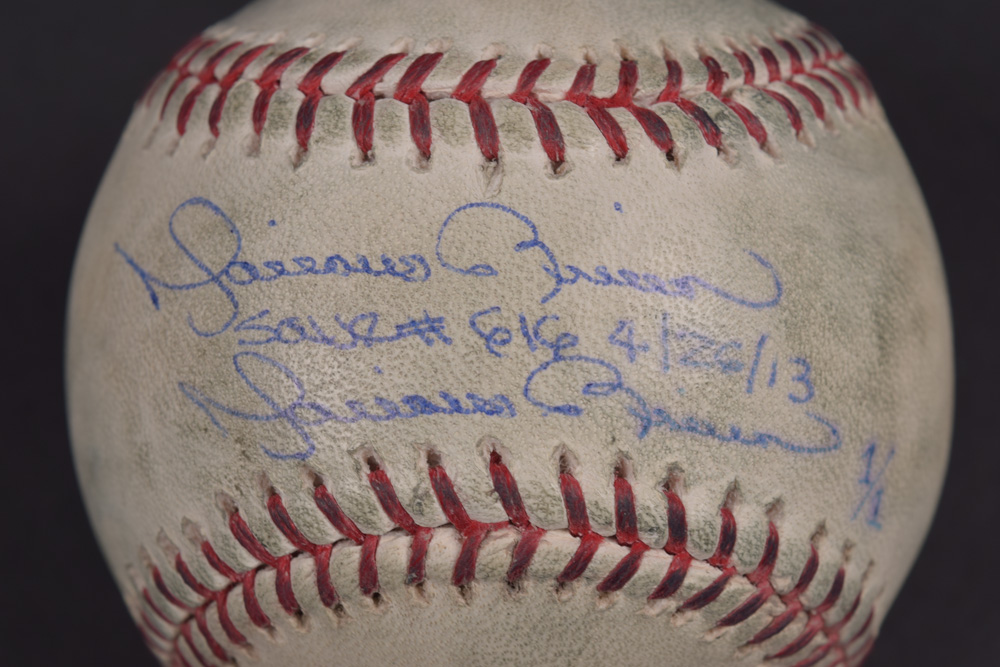 Mariano Rivera
Save # 616 4/26/13
Mariano Rivera
1/1